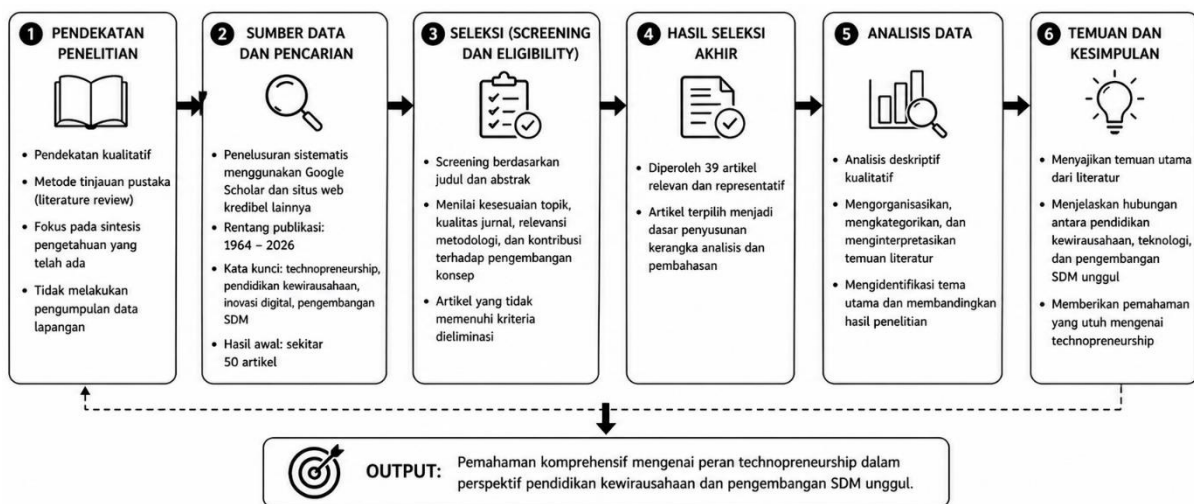 1 PENDEKATAN
PENELITIAN
• Pendekatan kualitatif
• Metode tinjauan pustaka
(literature review)
• Fokus pada sintesis
pengetahuan yang
telah ada
• Tidak melakukan
pengumpulan data
lapangan
2 SUMBER DATA
DAN PENCARIAN
• Penelusuran sistematis
menggunakan Google
Scholar dan situs web
kredibel lainnya
• Rentang publikasi:
1964 – 2026
• Kata kunci: technopreneurship,
pendidikan kewirausahaan,
inovasi digital, pengembangan
SDM
• Hasil awal: sekitar
50 artikel
3 SELEKSI (SCREENING
DAN ELIGIBILITY)
• Screening berdasarkan
judul dan abstrak
• Menilai kesesuaian topik,
kualitas jurnal, relevansi
metodologi, dan kontribusi
terhadap pengembangan
konsep
• Artikel yang tidak
memenuhi kriteria
dieliminasi
4 HASIL SELEKSI
AKHIR
• Diperoleh 39 artikel
relevan dan representatif
• Artikel terpilih menjadi
dasar penyusunan
kerangka analisis dan
pembahasan
5 ANALISIS DATA
• Analisis deskriptif
kualitatif
• Mengorganisasikan,
mengkategorikan, dan
menginterpretasikan
temuan literatur
• Mengidentifikasi tema
utama dan membandingkan
hasil penelitian
6 TEMUAN DAN
KESIMPULAN
• Menyajikan temuan utama
dari literatur
• Menjelaskan hubungan
antara pendidikan
kewirausahaan, teknologi,
dan pengembangan
SDM unggul
• Memberikan pemahaman
yang utuh mengenai
technopreneurship
OUTPUT: Pemahaman komprehensif mengenai peran technopreneurship dalam
perspektif pendidikan kewirausahaan dan pengembangan SDM unggul.